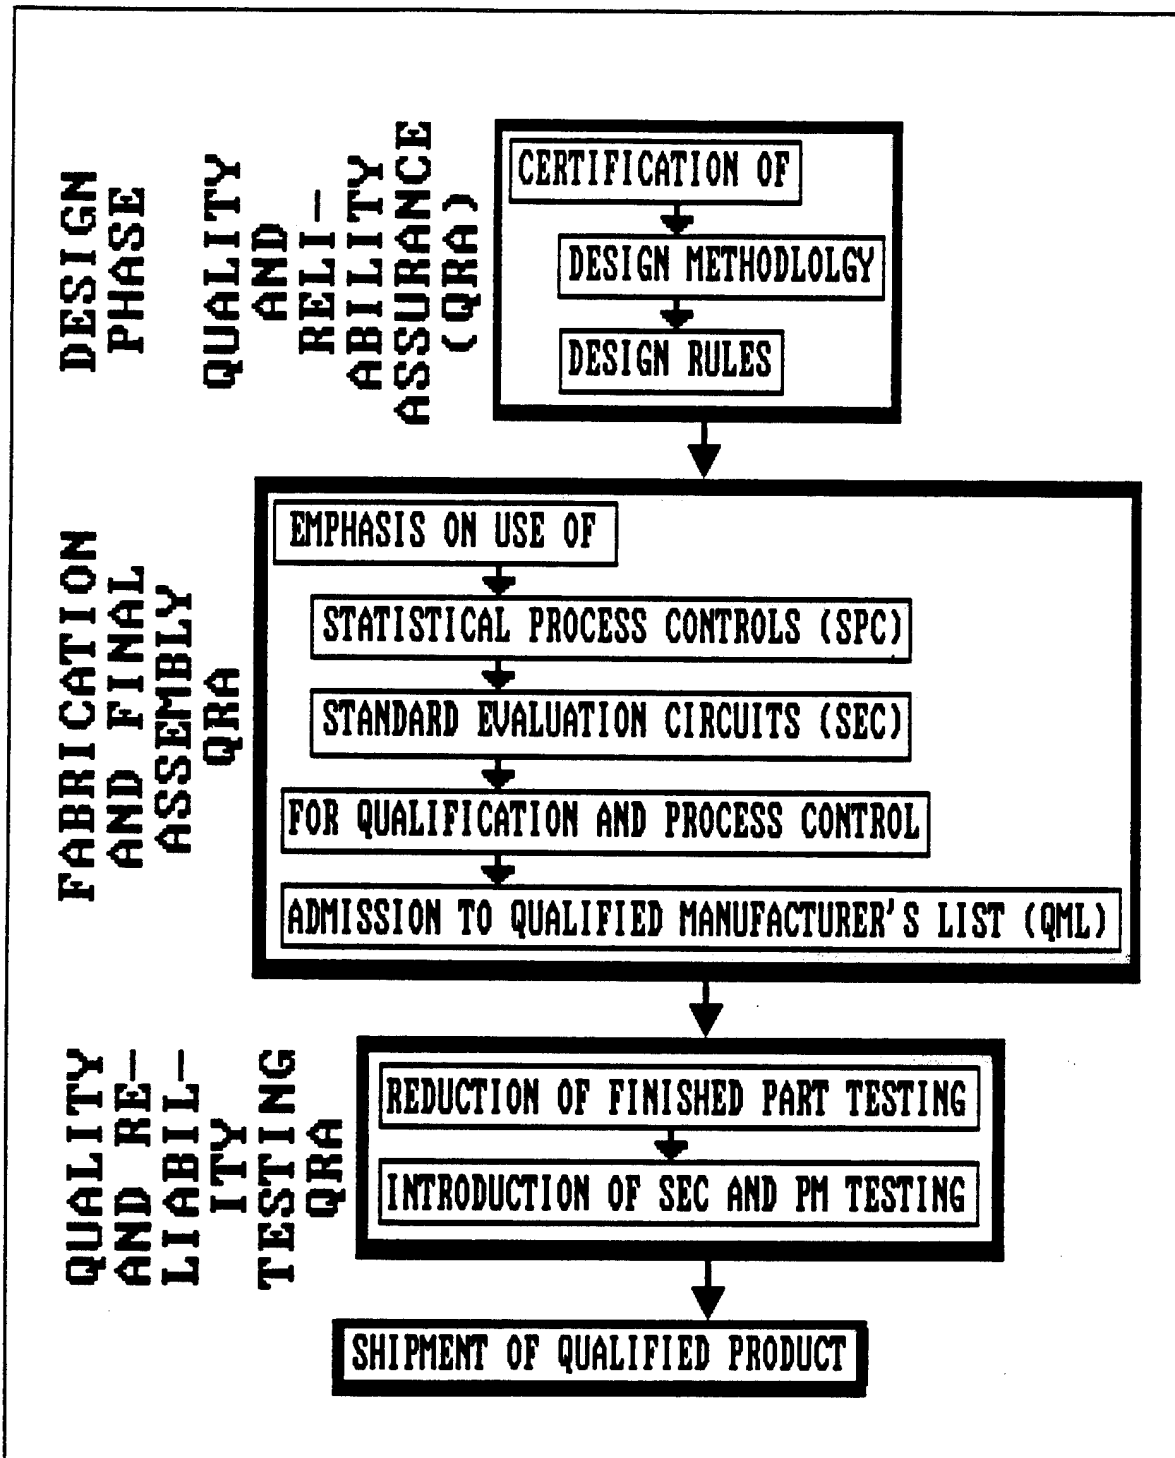 DESIGN
PHASE
QUALITY
AND
RELI-
ABILITY
ASSURANCE
(QRA)
CERTIFICATION OF
DESIGN METHODLOLGY
DESIGN RULES
FABRICATION
AND FINAL
ASSEMBLY
QRA
EMPHASIS ON USE OF
STATISTICAL PROCESS CONTROLS (SPC)
STANDARD EVALUATION CIRCUITS (SEC)
FOR QUALIFICATION AND PROCESS CONTROL
ADMISSION TO QUALIFIED MANUFACTURER'S LIST (QML)
QUALITY
AND RE-
LIABIL-
ITY
TESTING
QRA
REDUCTION OF FINISHED PART TESTING
INTRODUCTION OF SEC AND PM TESTING
SHIPMENT OF QUALIFIED PRODUCT